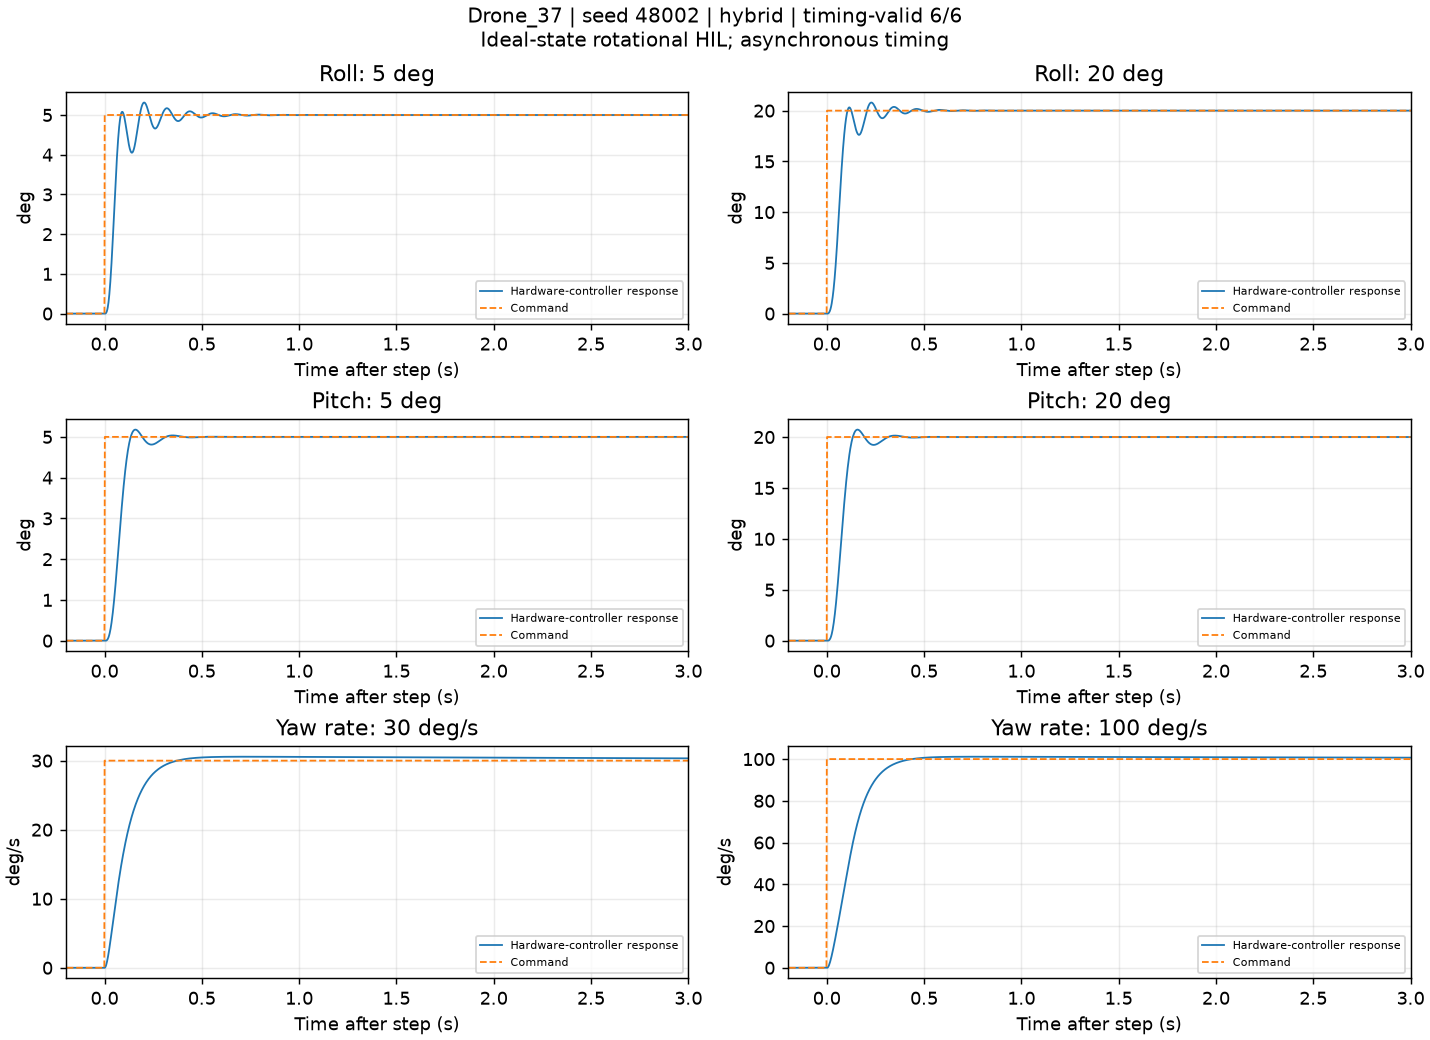 Drone_37 | seed 48002 | hybrid | timing-valid 6/6
Ideal-state rotational HIL; asynchronous timing
Roll: 5 deg
deg
5
4
3
2
1
0
Hardware-controller response
Command
0.0 0.5 1.0 1.5 2.0 2.5 3.0
Time after step (s)
Roll: 20 deg
deg
20
15
10
5
0
Hardware-controller response
Command
0.0 0.5 1.0 1.5 2.0 2.5 3.0
Time after step (s)
Pitch: 5 deg
deg
5
4
3
2
1
0
Hardware-controller response
Command
0.0 0.5 1.0 1.5 2.0 2.5 3.0
Time after step (s)
Pitch: 20 deg
deg
20
15
10
5
0
Hardware-controller response
Command
0.0 0.5 1.0 1.5 2.0 2.5 3.0
Time after step (s)
Yaw rate: 30 deg/s
deg/s
30
20
10
0
Hardware-controller response
Command
0.0 0.5 1.0 1.5 2.0 2.5 3.0
Time after step (s)
Yaw rate: 100 deg/s
deg/s
100
80
60
40
20
0
Hardware-controller response
Command
0.0 0.5 1.0 1.5 2.0 2.5 3.0
Time after step (s)